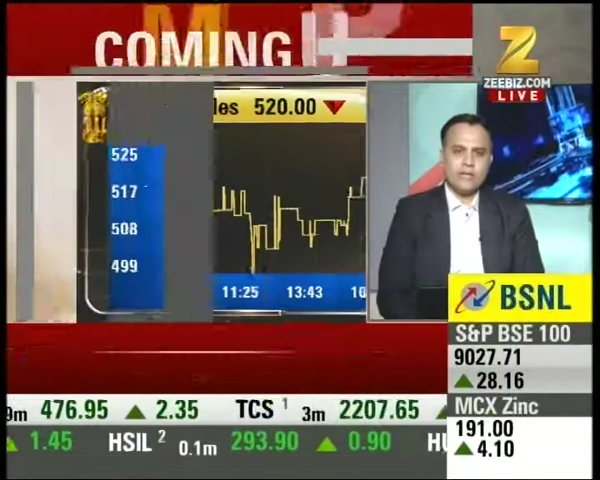 COMING
ZEEBIZ.COM
LIVE
les 520.00
525
517
508
499
11:25 13:43
BSNL
S&P BSE 100
9027.71
28.16
MCX Zinc
191.00
4.10
9m 476.95 2.35 TCS 1 3m 2207.65
1.45 HSIL 2 0.1m 293.90 0.90